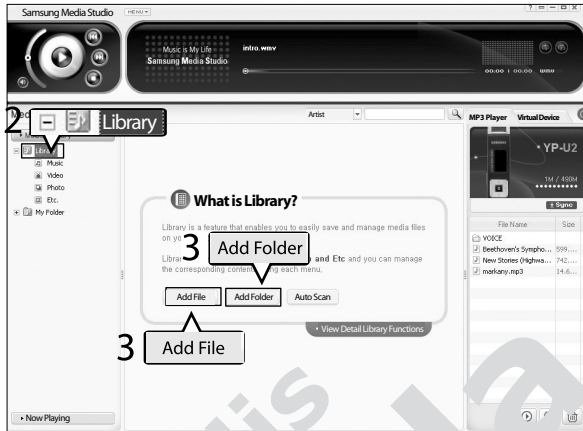 Samsung Media Studio
MENU
Music is My Life
Samsung Media Studio
intro.wmv
00:00 I 00:00 WMV
2
Library
Artist
MP3 Player Virtual Device
Library
Music
Video
Photo
Etc.
My Folder
YP-U2
1M / 490M
Sync
What is Library?
Library is a feature that enables you to easily save and manage media files
on yo
3
Add Folder
Librar and Etc and you can manage
the corresponding content ng each menu.
Add File Add Folder Auto Scan
View Detail Library Functions
3
Add File
File Name Size
VOICE
Beethoven's Sympho... 599....
New Stories (Highwa... 742....
markany.mp3 14.6...
Now Playing